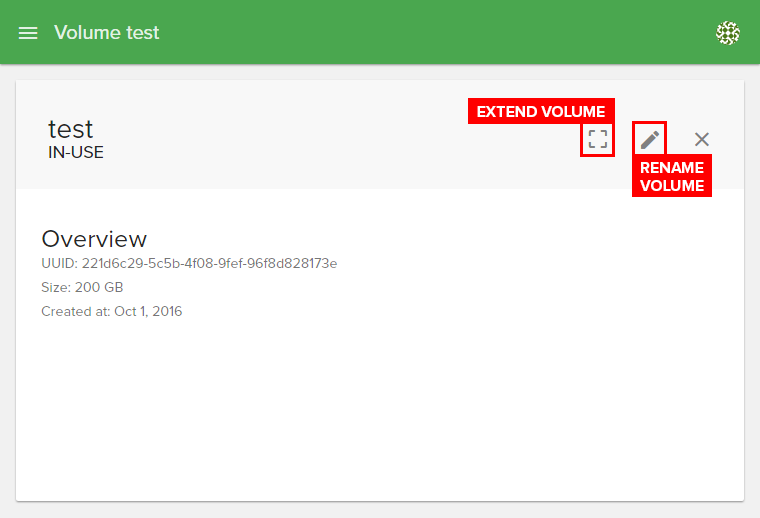 Volume test
EXTEND VOLUME
test
IN-USE
RENAME
VOLUME
Overview
UUID: 221d6c29-5c5b-4f08-9fef-96f8d828173e
Size: 200 GB
Created at: Oct 1, 2016